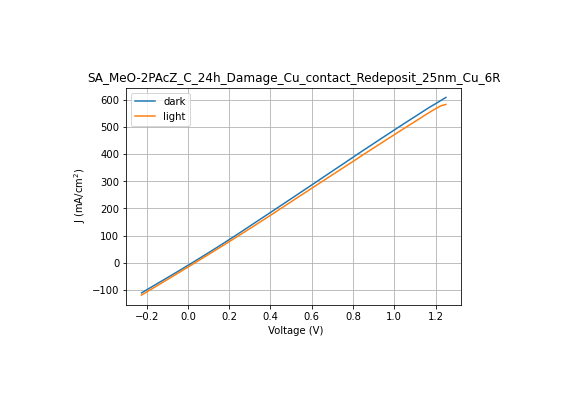 SA_MeO-2PAcZ_C_24h_Damage_Cu_contact_Redeposit_25nm_Cu_6R
dark
light
600
500
400
300
200
100
0
−100
J (mA/cm²)
−0.2 0.0 0.2 0.4 0.6 0.8 1.0 1.2
Voltage (V)